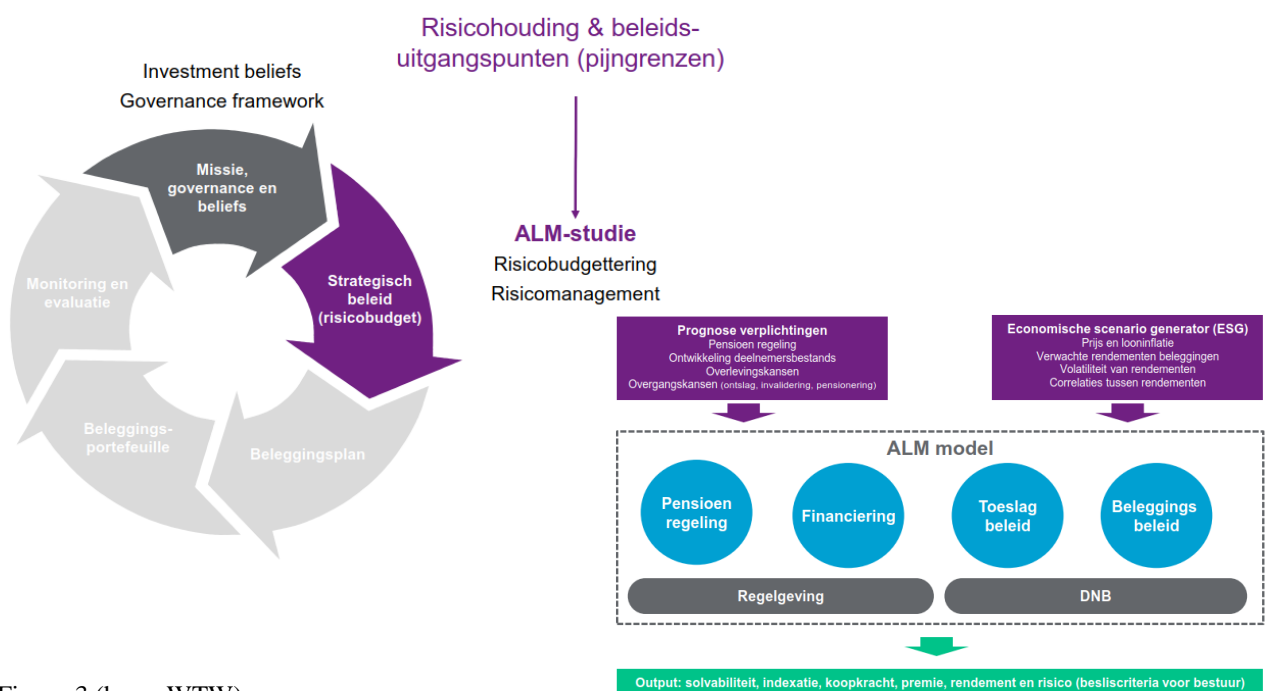 Risicohouding & beleids-
uitgangspunten (pijngrenzen)
Investment beliefs
Governance framework
Missie,
governance en
beliefs
Strategisch
beleid
(risicobudget)
Beleggingsplan
Beleggings-
portefeuille
Monitoring en
evaluatie
ALM-studie
Risicobudgettering
Risicomanagement
Prognose verplichtingen
Pensioen regeling
Ontwikkeling deelnemersbestands
Overlevingskansen
Overgangskansen (ontslag, invalidering, pensionering)
Economische scenario generator (ESG)
Prijs en looninflatie
Verwachte rendementen beleggingen
Volatiliteit van rendementen
Correlaties tussen rendementen
ALM model
Pensioen
regeling
Financiering
Toeslag
beleid
Beleggings
beleid
Regelgeving
DNB
Output: solvabiliteit, indexatie, koopkracht, premie, rendement en risico (besliscriteria voor bestuur)